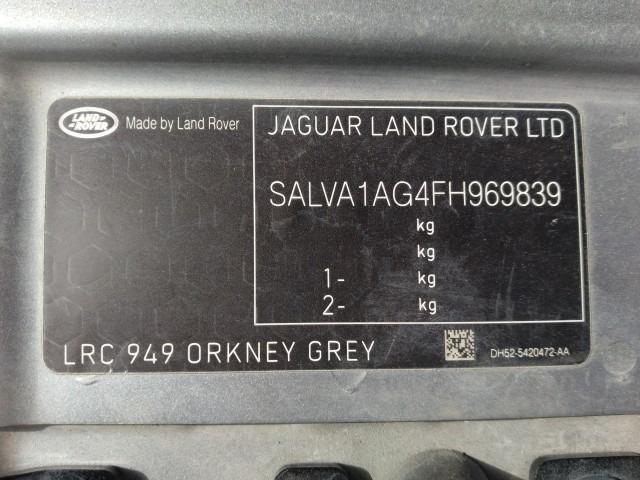 LAND ROVER Made by Land Rover
JAGUAR LAND ROVER LTD
SALVA1AG4FH969839
kg
kg
1- kg
2- kg
LRC 949 ORKNEY GREY
DH52-5420472-AA